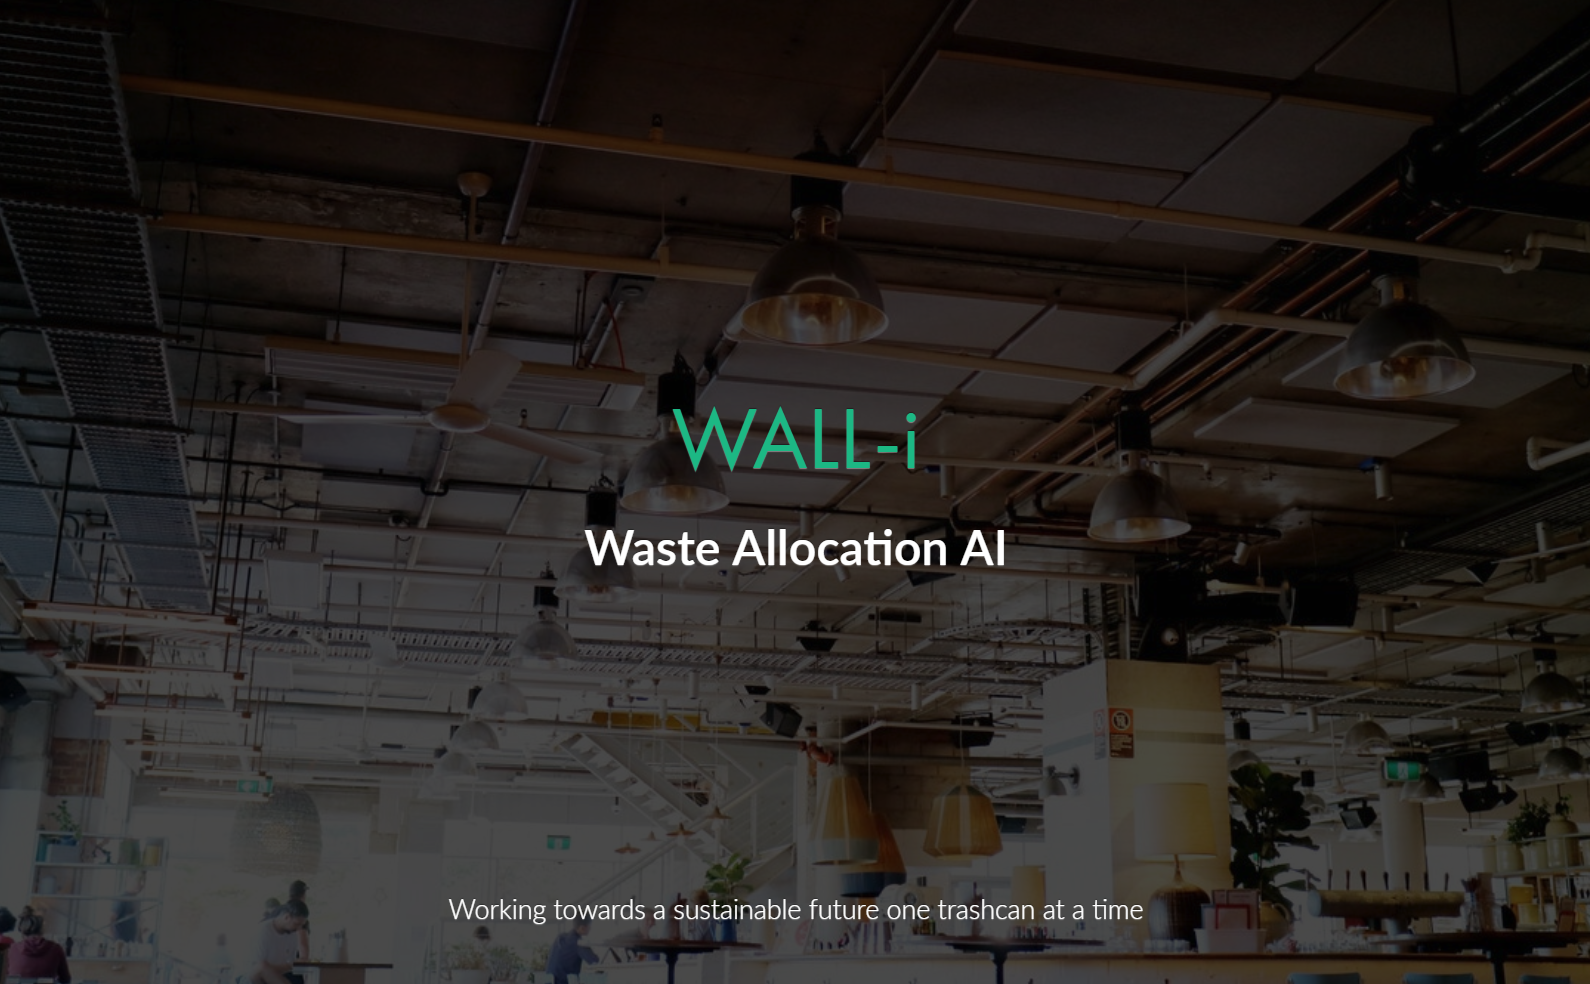 WALL-i
Waste Allocation AI
Working towards a sustainable future one trashcan at a time